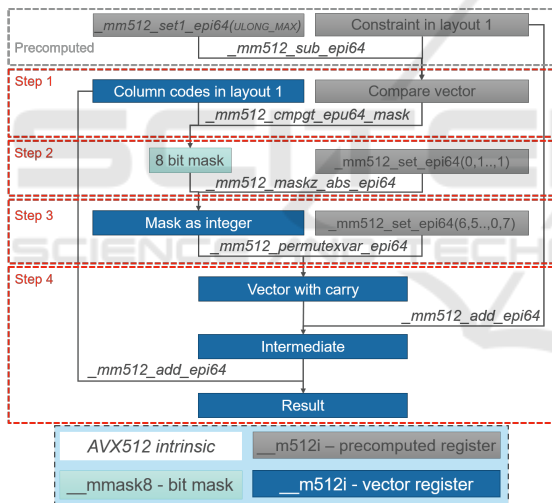 _mm512_set1_epi64(ULONG_MAX) Constraint in layout 1
Precomputed _mm512_sub_epi64
Step 1
Column codes in layout 1 Compare vector
_mm512_cmpgt_epu64_mask
Step 2
8 bit mask _mm512_set_epi64(0,1..,1)
_mm512_maskz_abs_epi64
Step 3
Mask as integer _mm512_set_epi64(6,5..,0,7)
_mm512_permutexvar_epi64
Step 4
Vector with carry
_mm512_add_epi64
Intermediate
_mm512_add_epi64
Result
AVX512 intrinsic __m512i – precomputed register
__mmask8 - bit mask __m512i - vector register